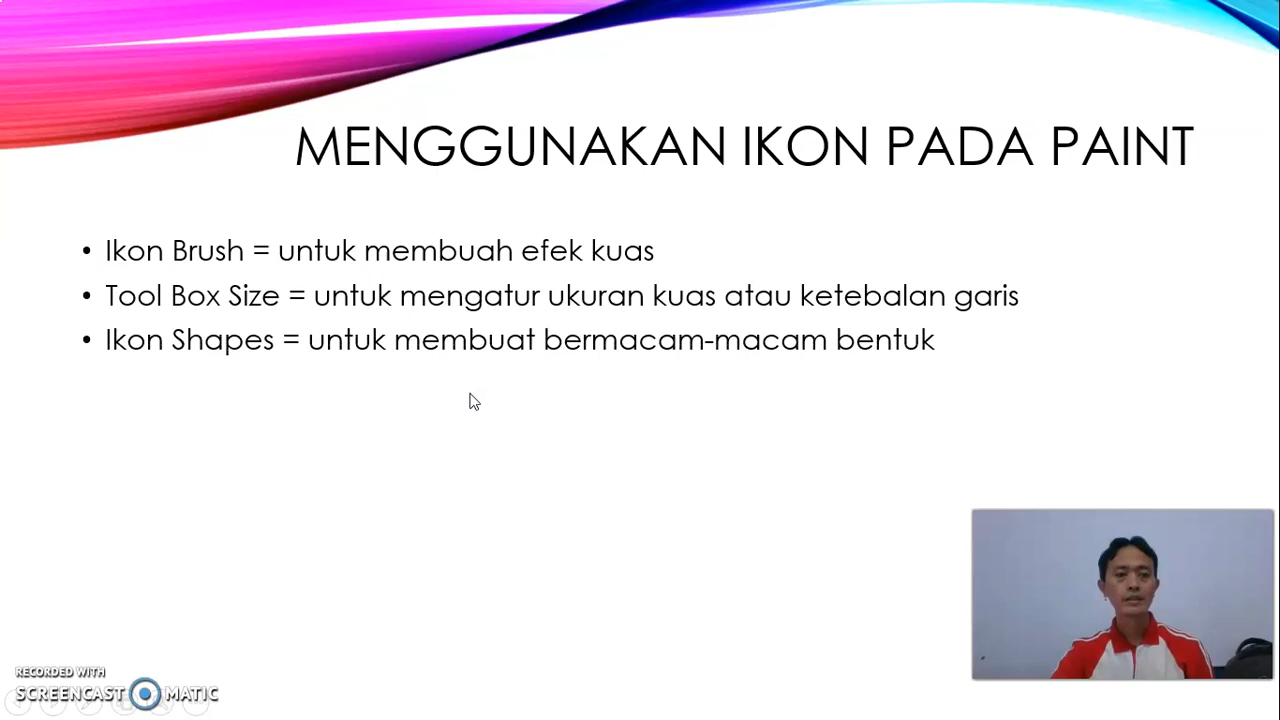 MENGGUNAKAN IKON PADA PAINT
• Ikon Brush = untuk membuah efek kuas
• Tool Box Size = untuk mengatur ukuran kuas atau ketebalan garis
• Ikon Shapes = untuk membuat bermacam-macam bentuk
RECORDED WITH
SCREENCAST MATIC